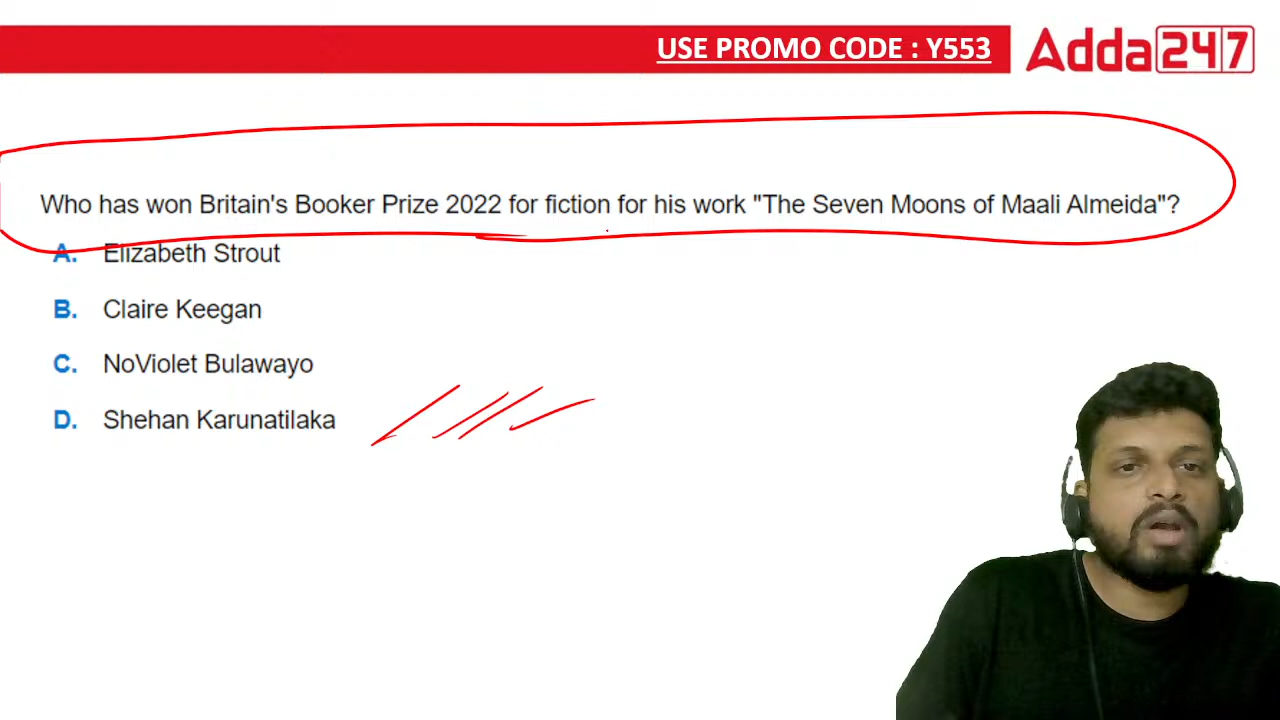 USE PROMO CODE : Y553
Adda247
Who has won Britain's Booker Prize 2022 for fiction for his work "The Seven Moons of Maali Almeida"?
A. Elizabeth Strout
B. Claire Keegan
C. NoViolet Bulawayo
D. Shehan Karunatilaka